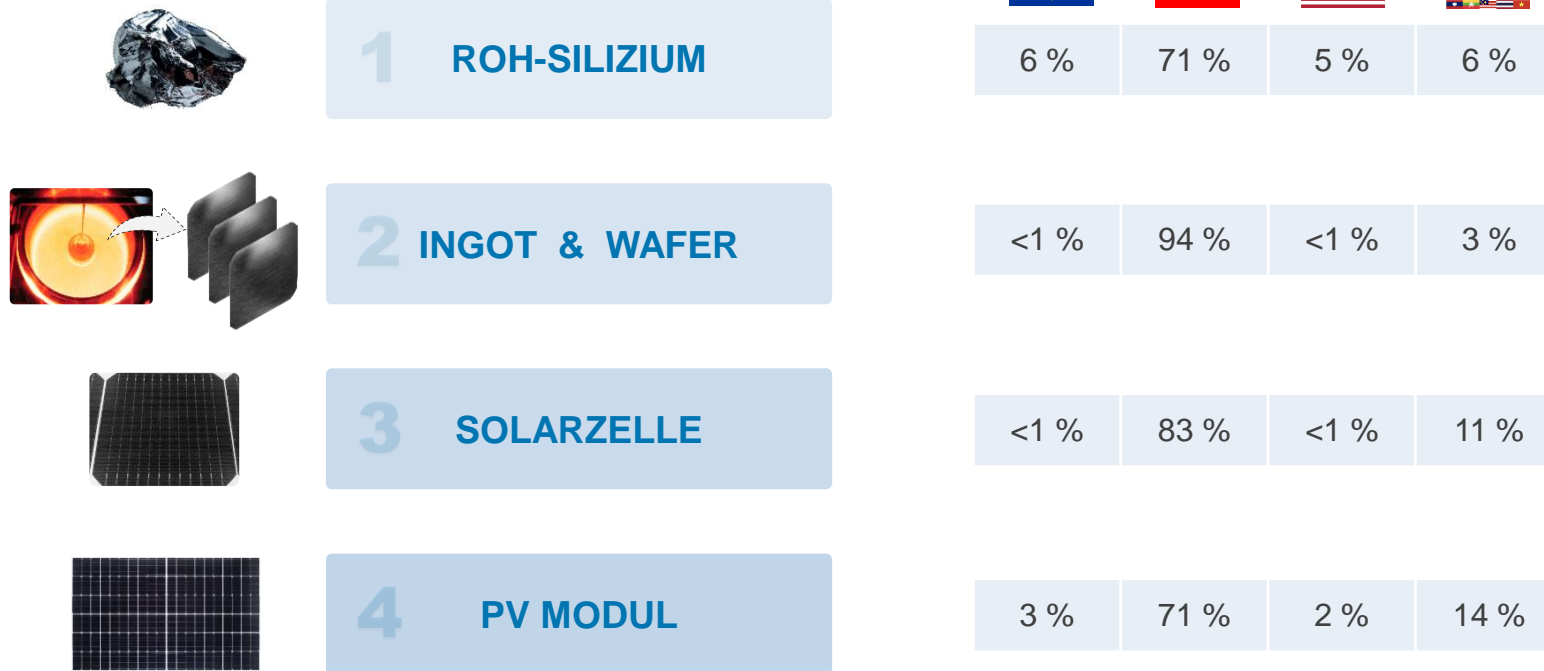 1 ROH-SILIZIUM 6 % 71 % 5 % 6 %
2 INGOT & WAFER <1 % 94 % <1 % 3 %
3 SOLARZELLE <1 % 83 % <1 % 11 %
4 PV MODUL 3 % 71 % 2 % 14 %